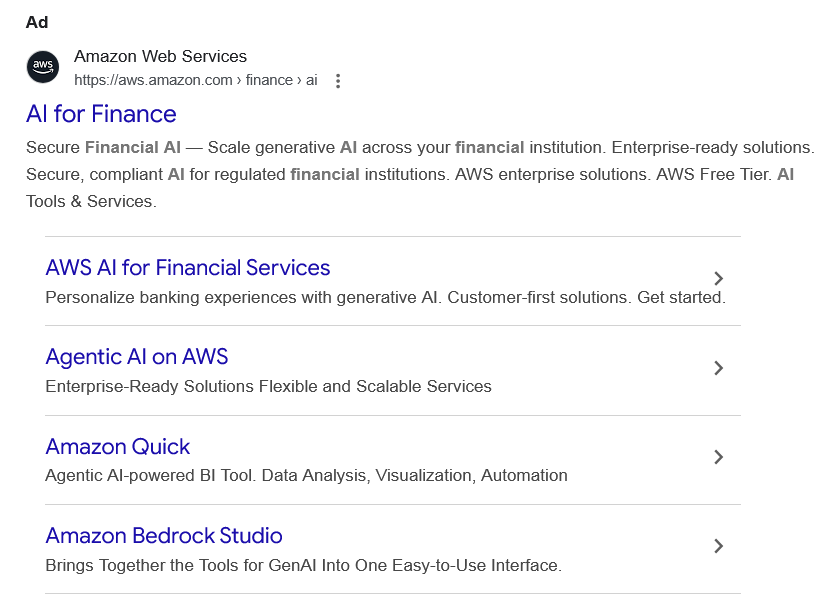 Ad
aws
Amazon Web Services
https://aws.amazon.com › finance › ai
AI for Finance
Secure Financial AI — Scale generative AI across your financial institution. Enterprise-ready solutions.
Secure, compliant AI for regulated financial institutions. AWS enterprise solutions. AWS Free Tier. AI
Tools & Services.
AWS AI for Financial Services
Personalize banking experiences with generative AI. Customer-first solutions. Get started.
Agentic AI on AWS
Enterprise-Ready Solutions Flexible and Scalable Services
Amazon Quick
Agentic AI-powered BI Tool. Data Analysis, Visualization, Automation
Amazon Bedrock Studio
Brings Together the Tools for GenAI Into One Easy-to-Use Interface.